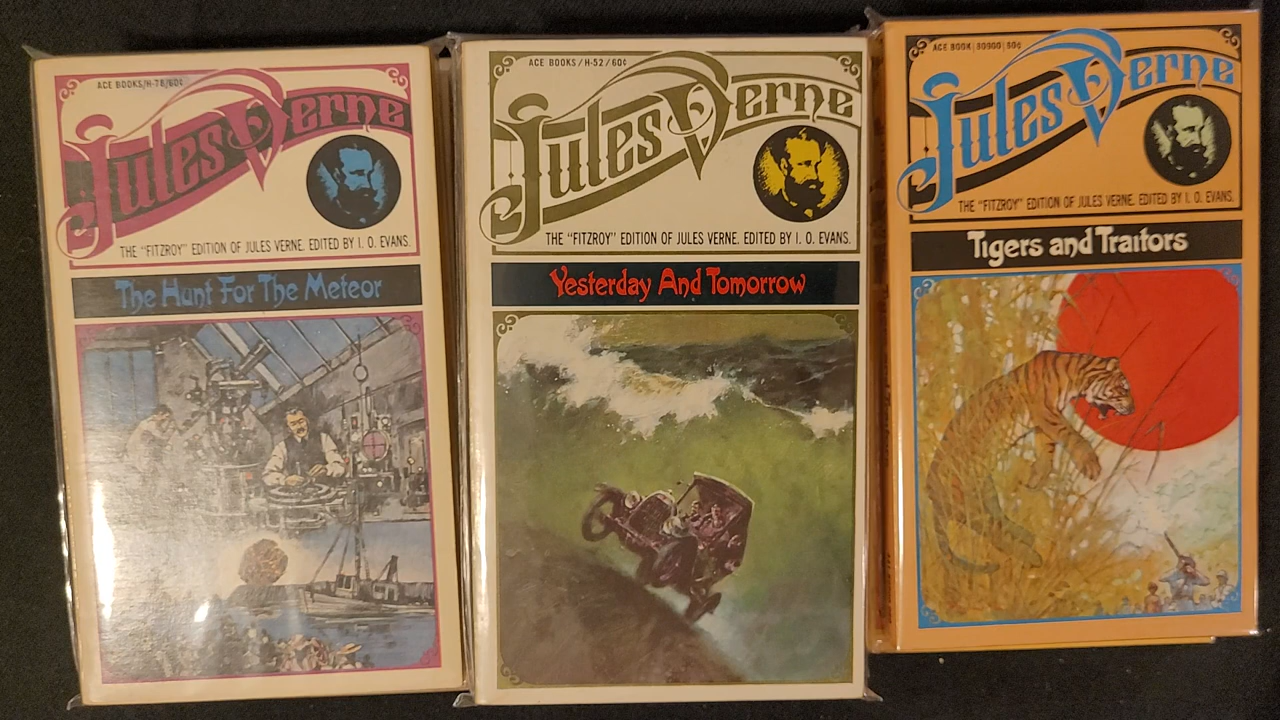 ACE BOOKS/H-78/60¢
Jules Verne
THE "FITZROY" EDITION OF JULES VERNE. EDITED BY I. O. EVANS.
The Hunt For The Meteor
ACE BOOKS/H-52/60¢
Jules Verne
THE "FITZROY" EDITION OF JULES VERNE. EDITED BY I. O. EVANS.
Yesterday And Tomorrow
ACE BOOK | 80900 | 60¢
Jules Verne
THE "FITZROY" EDITION OF JULES VERNE. EDITED BY I. O. EVANS.
Tigers and Traitors